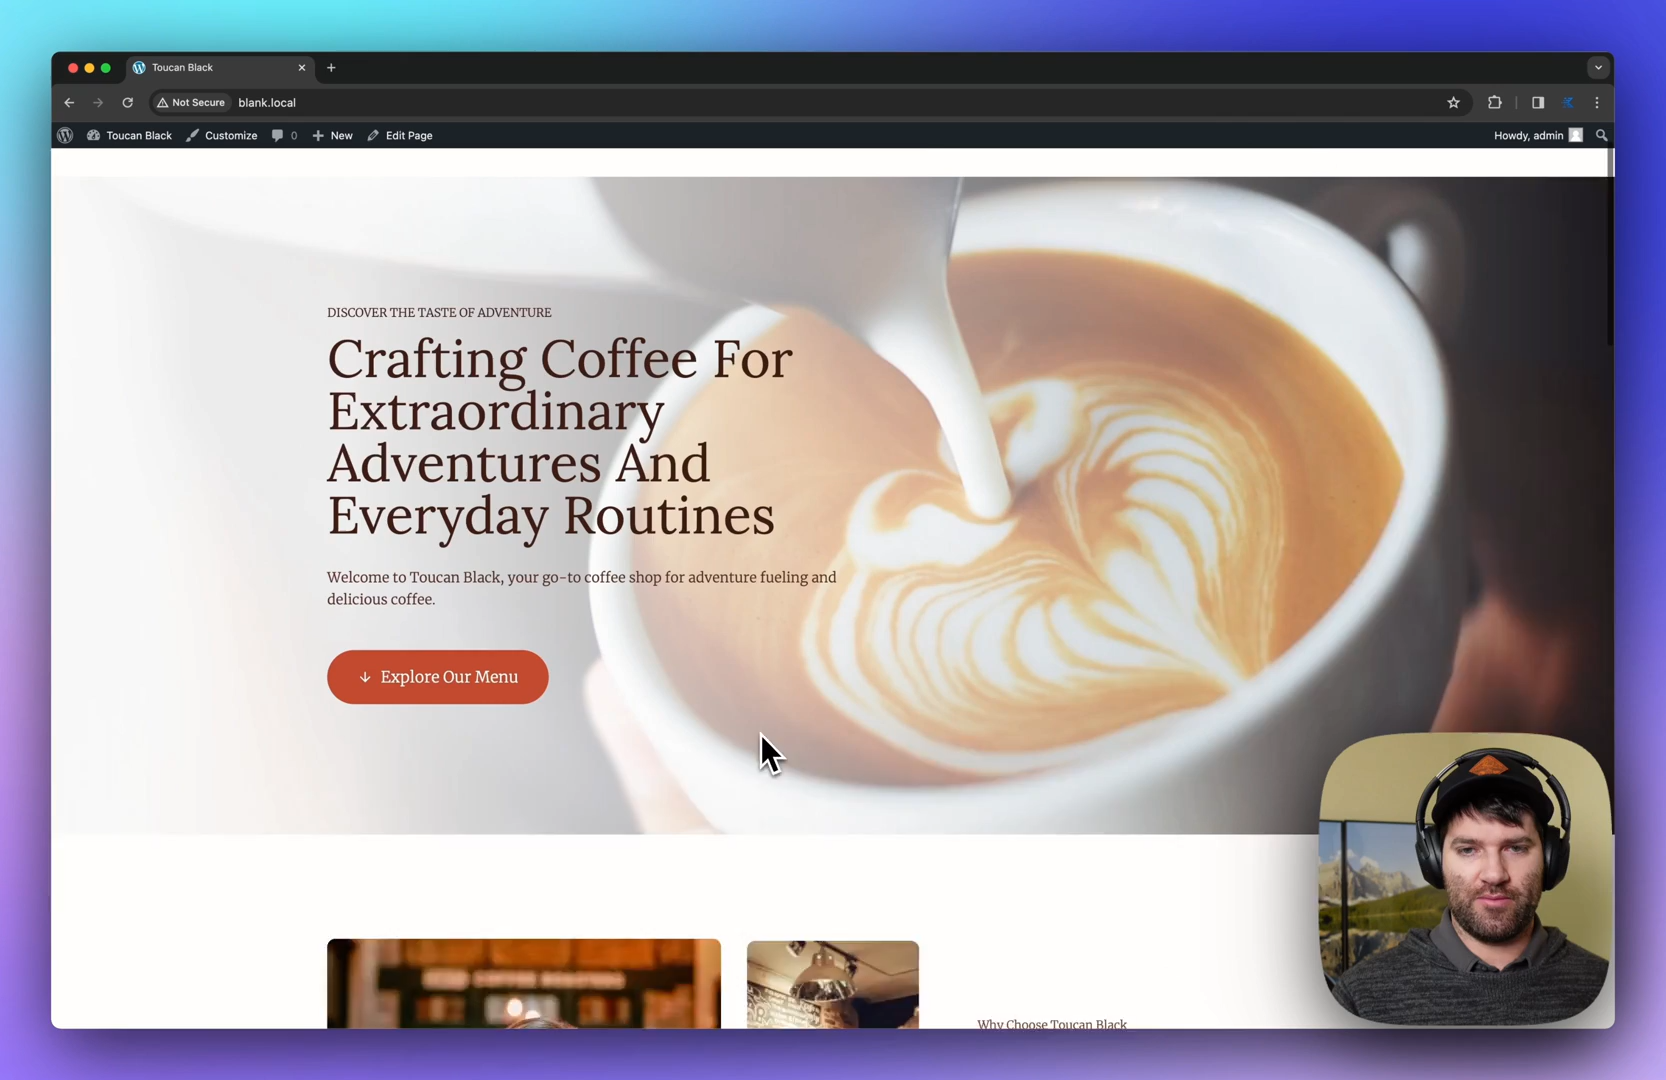 Toucan Black
Not Secure blank.local
Toucan Black Customize 0 New Edit Page Howdy, admin
DISCOVER THE TASTE OF ADVENTURE
Crafting Coffee For
Extraordinary
Adventures And
Everyday Routines
Welcome to Toucan Black, your go-to coffee shop for adventure fueling and
delicious coffee.
Explore Our Menu
Why Choose Toucan Black